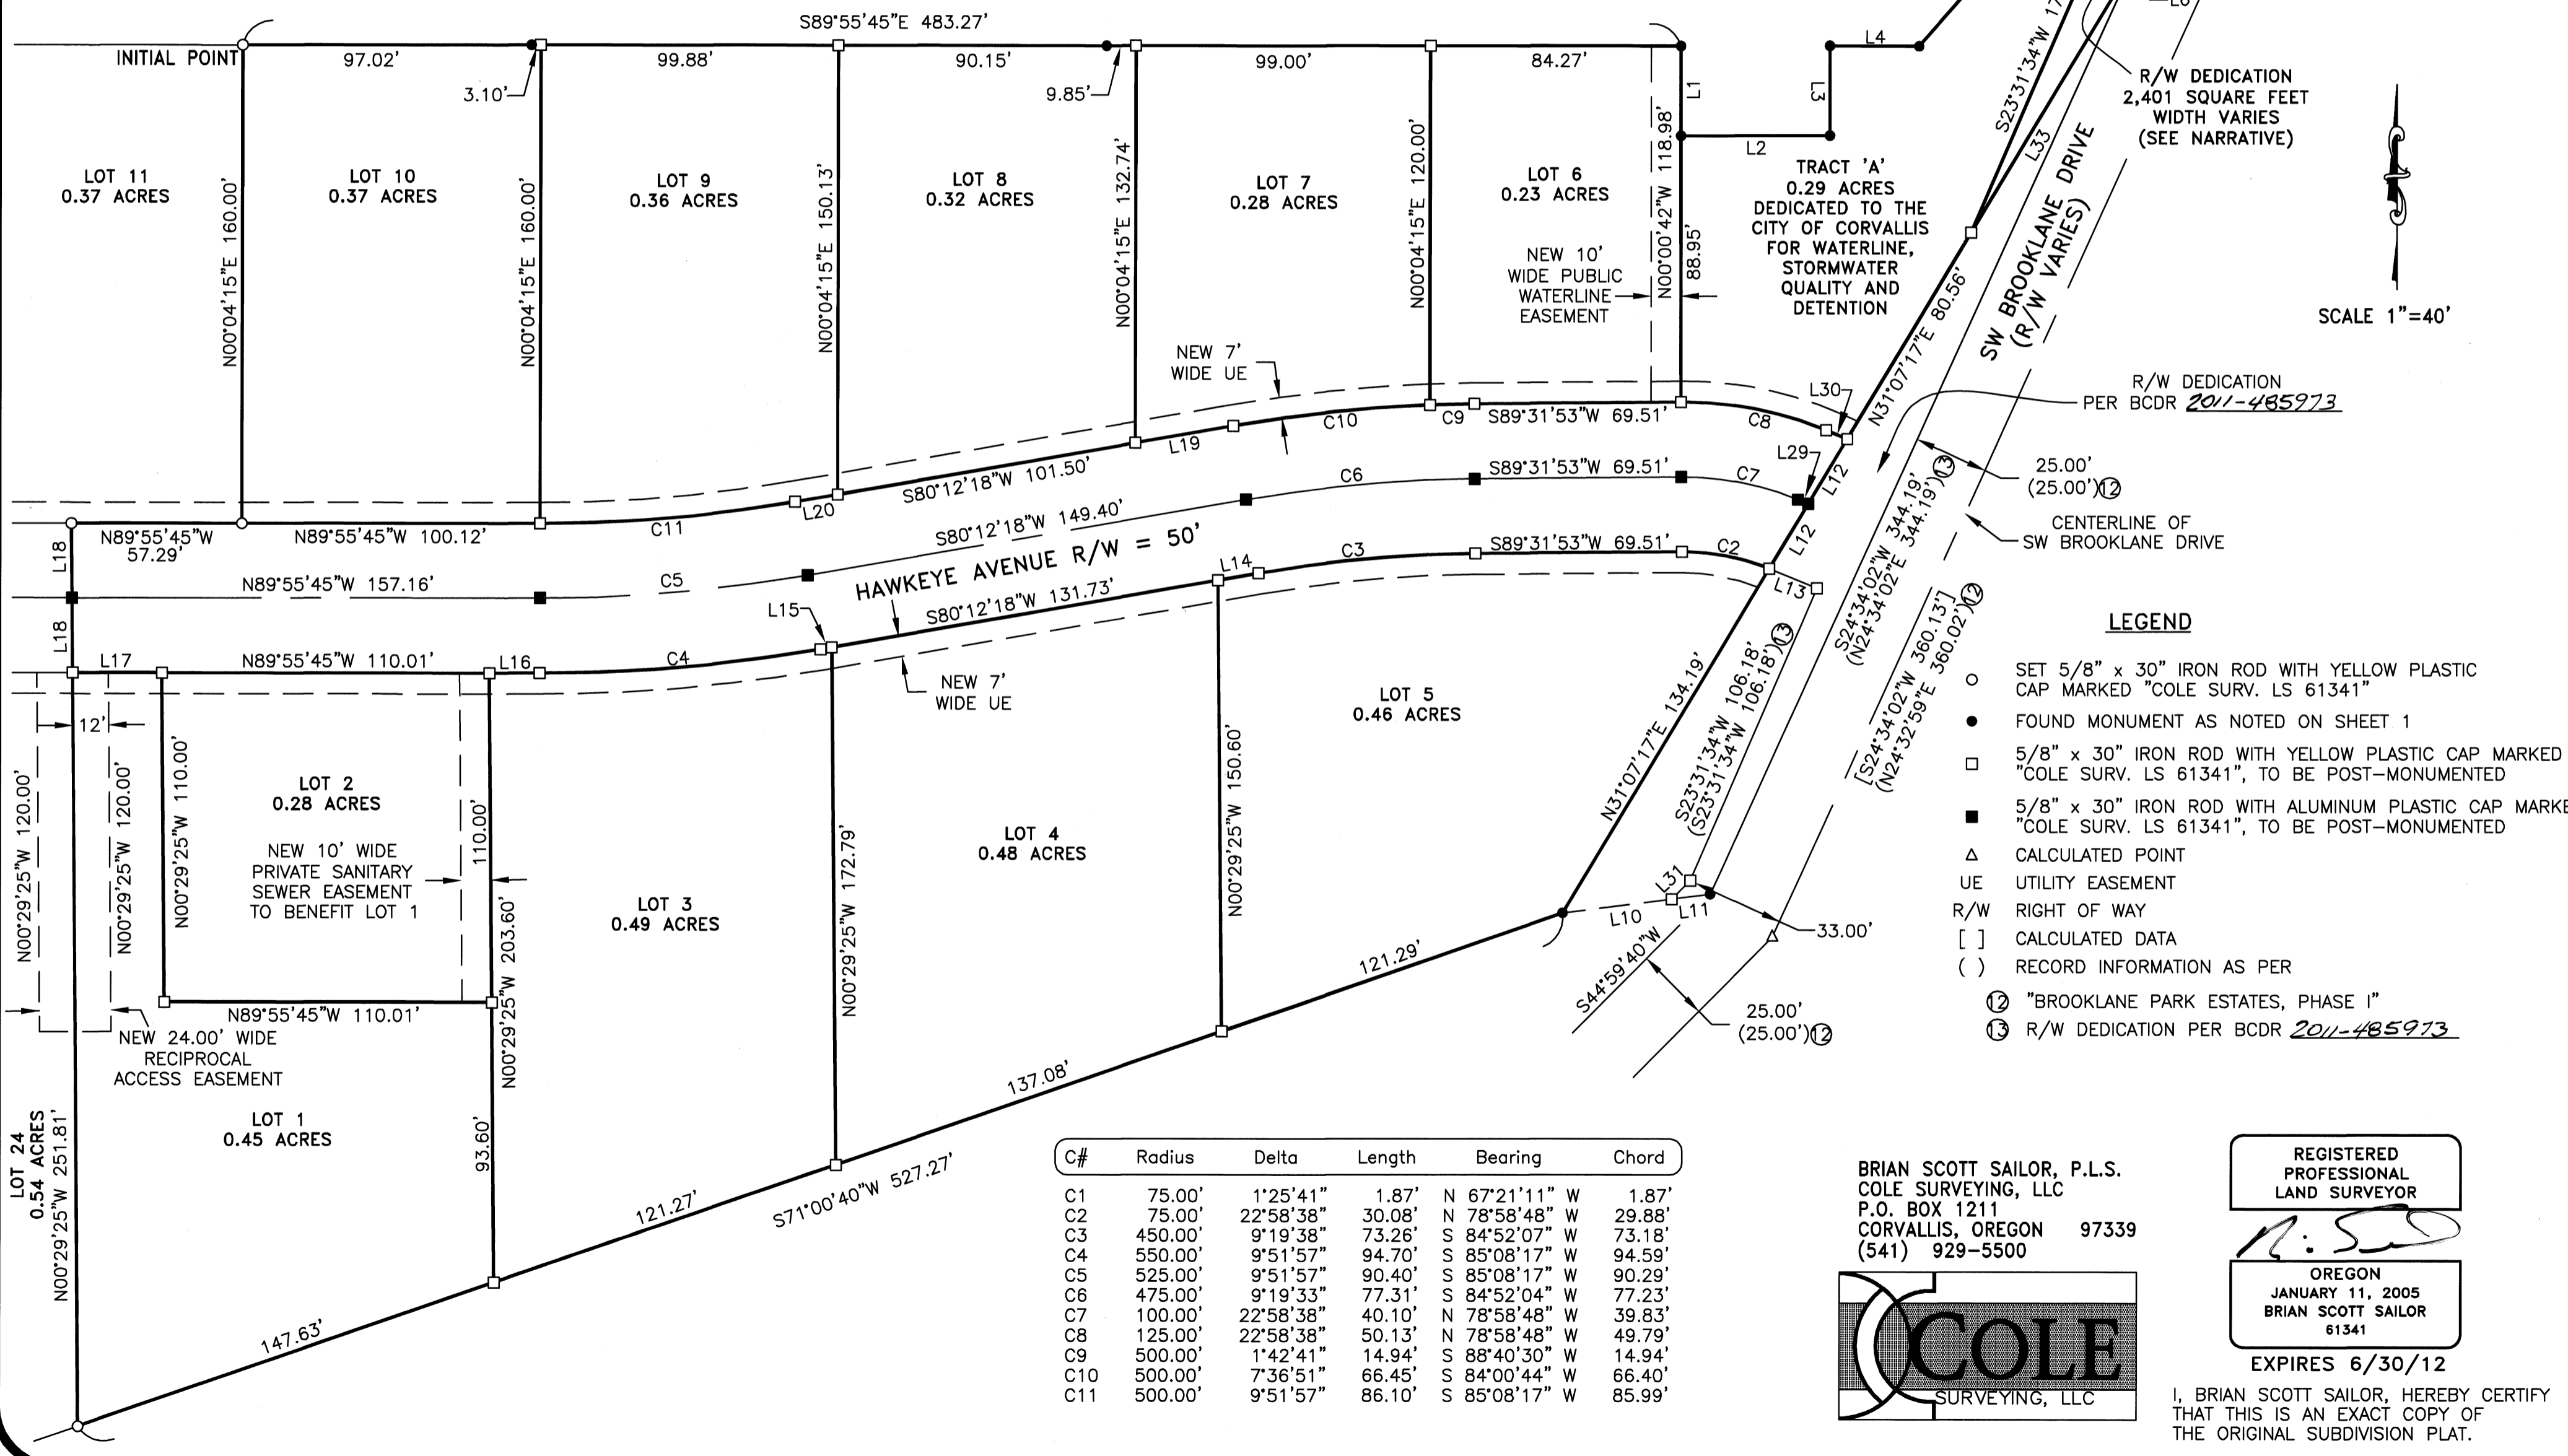 S89°55'45"E 483.27'
INITIAL POINT
97.02'
3.10'
99.88'
90.15'
9.85'
99.00'
84.27'
L1
L2
L3
L4
L6
S23°31'34"W 17
L33
R/W DEDICATION
2,401 SQUARE FEET
WIDTH VARIES
(SEE NARRATIVE)
LOT 11
0.37 ACRES
N00°04'15"E 160.00'
LOT 10
0.37 ACRES
N00°04'15"E 160.00'
LOT 9
0.36 ACRES
N00°04'15"E 150.13'
LOT 8
0.32 ACRES
N00°04'15"E 132.74'
LOT 7
0.28 ACRES
N00°04'15"E 120.00'
LOT 6
0.23 ACRES
NEW 10'
WIDE PUBLIC
WATERLINE
EASEMENT
N00°00'42"W 118.98'
88.95'
TRACT 'A'
0.29 ACRES
DEDICATED TO THE
CITY OF CORVALLIS
FOR WATERLINE,
STORMWATER
QUALITY AND
DETENTION
SW BROOKLANE DRIVE
(R/W VARIES)
N31°07'17"E 80.56'
SCALE 1"=40'
R/W DEDICATION
PER BCDR 2011-485973
NEW 7'
WIDE UE
L30
C8
S89°31'53"W 69.51'
C9
C10
L19
S80°12'18"W 101.50'
L20
C11
N89°55'45"W 100.12'
N89°55'45"W
57.29'
L18
L18
N89°55'45"W 157.16'
C5
S80°12'18"W 149.40'
C6
S89°31'53"W 69.51'
C7
L29
L12
L12
HAWKEYE AVENUE R/W = 50'
25.00'
(25.00')12
CENTERLINE OF
SW BROOKLANE DRIVE
S24°34'02"W 344.19'
(N24°34'02"E 344.19')13
[S24°34'02"W 360.13']
(N24°32'59"E 360.02')12
L17
N89°55'45"W 110.01'
L16
C4
L15
S80°12'18"W 131.73'
L14
C3
S89°31'53"W 69.51'
C2
L13
NEW 7'
WIDE UE
12'
N00°29'25"W 120.00'
N00°29'25"W 120.00'
N00°29'25"W 110.00'
LOT 2
0.28 ACRES
NEW 10' WIDE
PRIVATE SANITARY
SEWER EASEMENT
TO BENEFIT LOT 1
110.00'
N89°55'45"W 110.01'
N00°29'25"W 203.60'
93.60'
NEW 24.00' WIDE
RECIPROCAL
ACCESS EASEMENT
LOT 1
0.45 ACRES
LOT 24
0.54 ACRES
N00°29'25"W 251.81'
147.63'
LOT 3
0.49 ACRES
N00°29'25"W 172.79'
LOT 4
0.48 ACRES
N00°29'25"W 150.60'
LOT 5
0.46 ACRES
N31°07'17"E 134.19'
S23°31'34"W 106.18'
(S23°31'34"W 106.18')13
L31
L10
L11
33.00'
S44°59'40"W
25.00'
(25.00')12
121.29'
137.08'
121.27'
S71°00'40"W 527.27'
LEGEND
SET 5/8" x 30" IRON ROD WITH YELLOW PLASTIC
CAP MARKED "COLE SURV. LS 61341"
FOUND MONUMENT AS NOTED ON SHEET 1
5/8" x 30" IRON ROD WITH YELLOW PLASTIC CAP MARKED
"COLE SURV. LS 61341", TO BE POST-MONUMENTED
5/8" x 30" IRON ROD WITH ALUMINUM PLASTIC CAP MARKE
"COLE SURV. LS 61341", TO BE POST-MONUMENTED
CALCULATED POINT
UE UTILITY EASEMENT
R/W RIGHT OF WAY
[ ] CALCULATED DATA
( ) RECORD INFORMATION AS PER
12 "BROOKLANE PARK ESTATES, PHASE I"
13 R/W DEDICATION PER BCDR 2011-485973
C# Radius Delta Length Bearing Chord
C1 75.00' 1°25'41" 1.87' N 67°21'11" W 1.87'
C2 75.00' 22°58'38" 30.08' N 78°58'48" W 29.88'
C3 450.00' 9°19'38" 73.26' S 84°52'07" W 73.18'
C4 550.00' 9°51'57" 94.70' S 85°08'17" W 94.59'
C5 525.00' 9°51'57" 90.40' S 85°08'17" W 90.29'
C6 475.00' 9°19'33" 77.31' S 84°52'04" W 77.23'
C7 100.00' 22°58'38" 40.10' N 78°58'48" W 39.83'
C8 125.00' 22°58'38" 50.13' N 78°58'48" W 49.79'
C9 500.00' 1°42'41" 14.94' S 88°40'30" W 14.94'
C10 500.00' 7°36'51" 66.45' S 84°00'44" W 66.40'
C11 500.00' 9°51'57" 86.10' S 85°08'17" W 85.99'
BRIAN SCOTT SAILOR, P.L.S.
COLE SURVEYING, LLC
P.O. BOX 1211
CORVALLIS, OREGON 97339
(541) 929-5500
COLE
SURVEYING, LLC
REGISTERED
PROFESSIONAL
LAND SURVEYOR
OREGON
JANUARY 11, 2005
BRIAN SCOTT SAILOR
61341
EXPIRES 6/30/12
I, BRIAN SCOTT SAILOR, HEREBY CERTIFY
THAT THIS IS AN EXACT COPY OF
THE ORIGINAL SUBDIVISION PLAT.